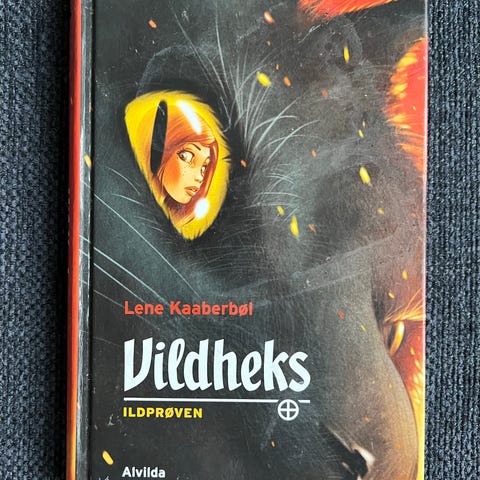 Lene Kaaberbøl
Vildheks
ILDPRØVEN
Alvilda